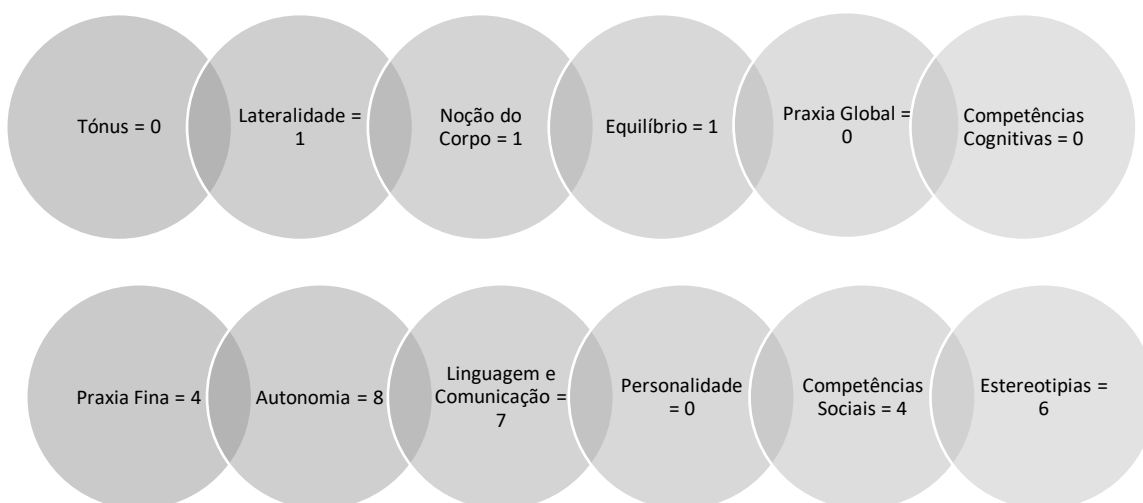 Tónus = 0
Lateralidade =
1
Noção do
Corpo = 1
Equilíbrio = 1
Praxia Global =
0
Competências
Cognitivas = 0
Praxia Fina = 4
Autonomia = 8
Linguagem e
Comunicação =
7
Personalidade
= 0
Competências
Sociais = 4
Estereotipias =
6